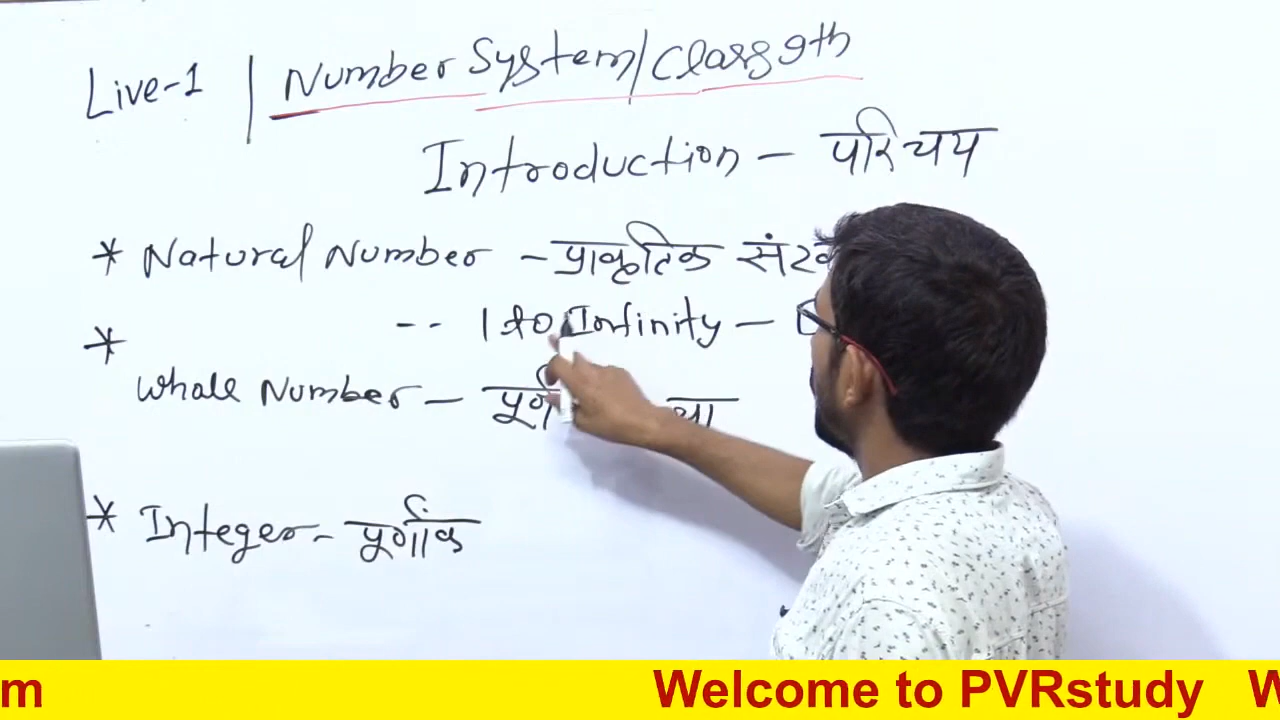 Live-1 | Number System/Class 9th
Introduction - परिचय
* Natural Number - प्राकृतिक
-- 1 to Infinity -
*
Whole Number -
* Integer - पूर्णांक
m Welcome to PVRstudy W